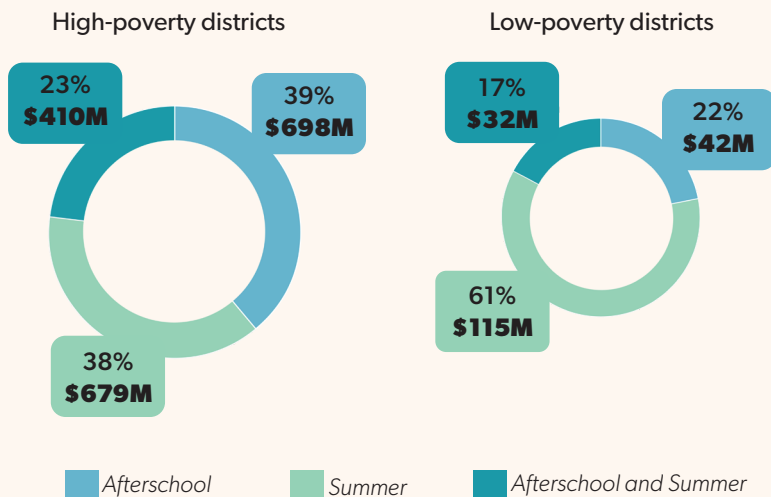 High-poverty districts
23%
$410M
39%
$698M
38%
$679M
Low-poverty districts
17%
$32M
22%
$42M
61%
$115M
Afterschool
Summer
Afterschool and Summer